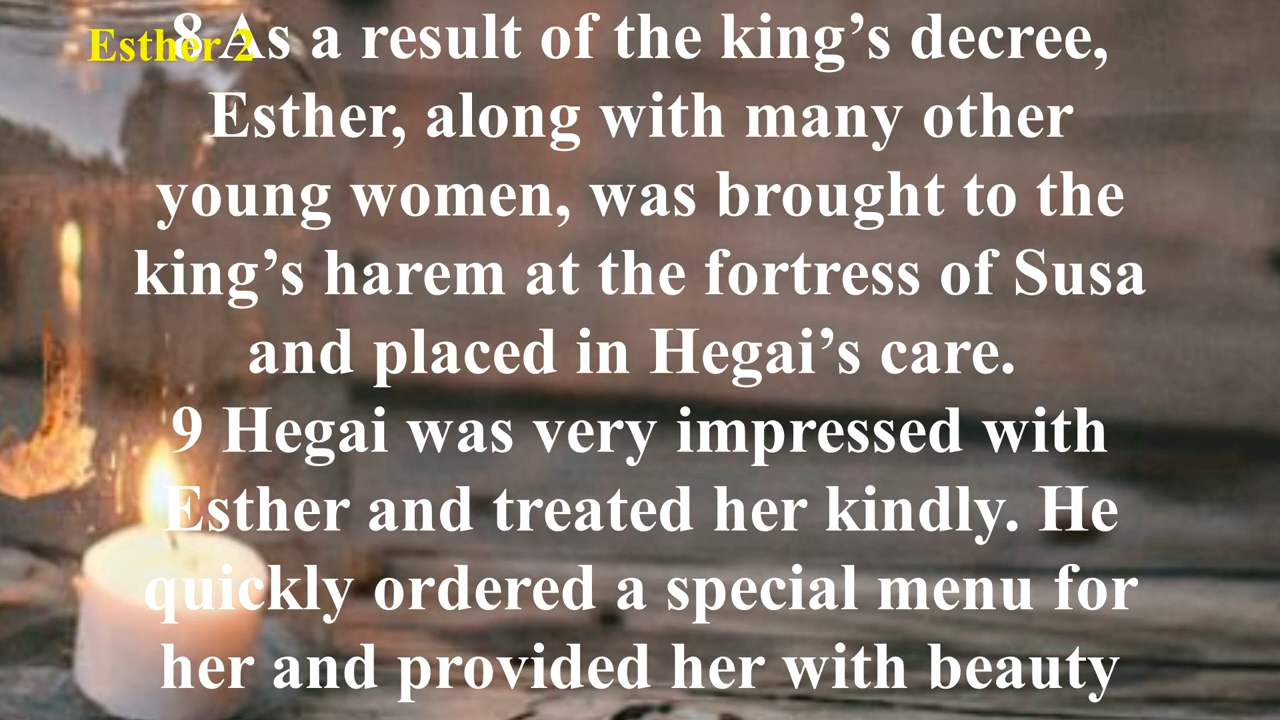 Esther 2
8 As a result of the king’s decree,
Esther, along with many other
young women, was brought to the
king’s harem at the fortress of Susa
and placed in Hegai’s care.
9 Hegai was very impressed with
Esther and treated her kindly. He
quickly ordered a special menu for
her and provided her with beauty